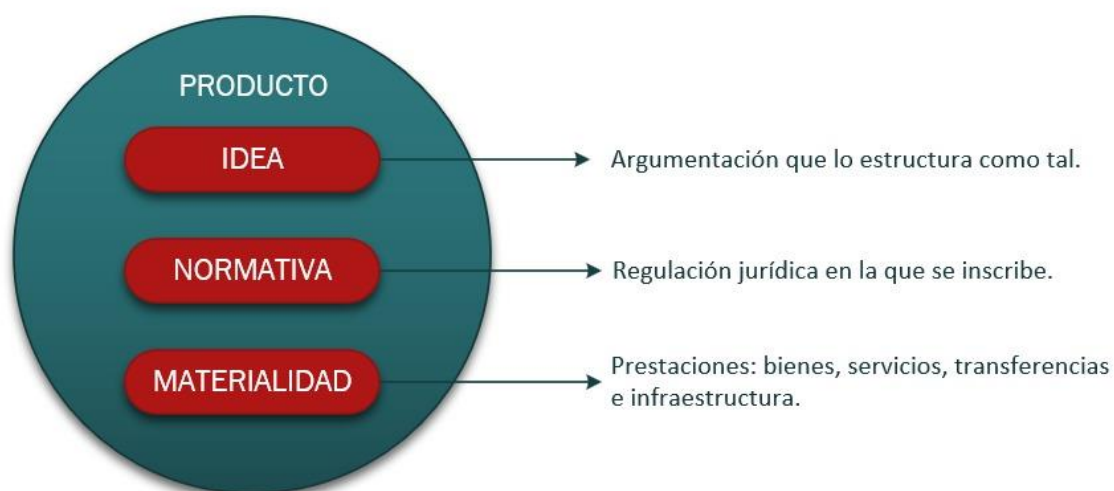 PRODUCTO
IDEA
Argumentación que lo estructura como tal.
NORMATIVA
Regulación jurídica en la que se inscribe.
MATERIALIDAD
Prestaciones: bienes, servicios, transferencias
e infraestructura.